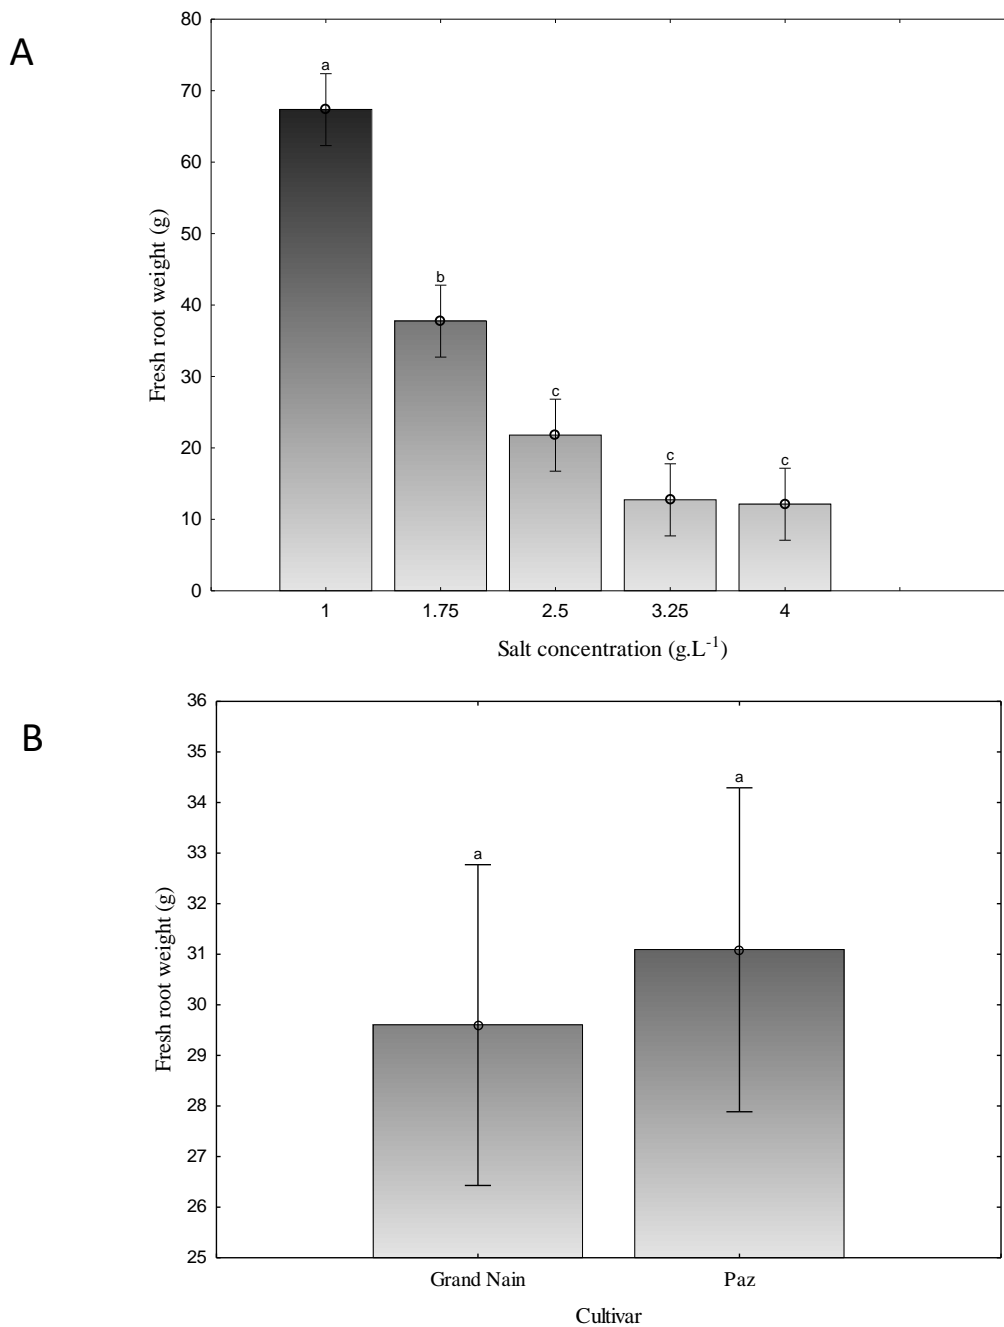 A
80
70
60
50
40
30
20
10
0
Fresh root weight (g)
a
b
c
c
c
1 1.75 2.5 3.25 4
Salt concentration (g.L-1)
B
36
35
34
33
32
31
30
29
28
27
26
25
Fresh root weight (g)
a
a
Grand Nain Paz
Cultivar